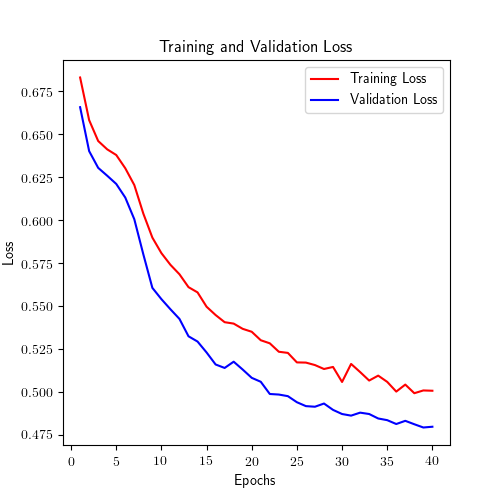 Training and Validation Loss
Training Loss
Validation Loss
0.675
0.650
0.625
0.600
0.575
0.550
0.525
0.500
0.475
Loss
0 5 10 15 20 25 30 35 40
Epochs